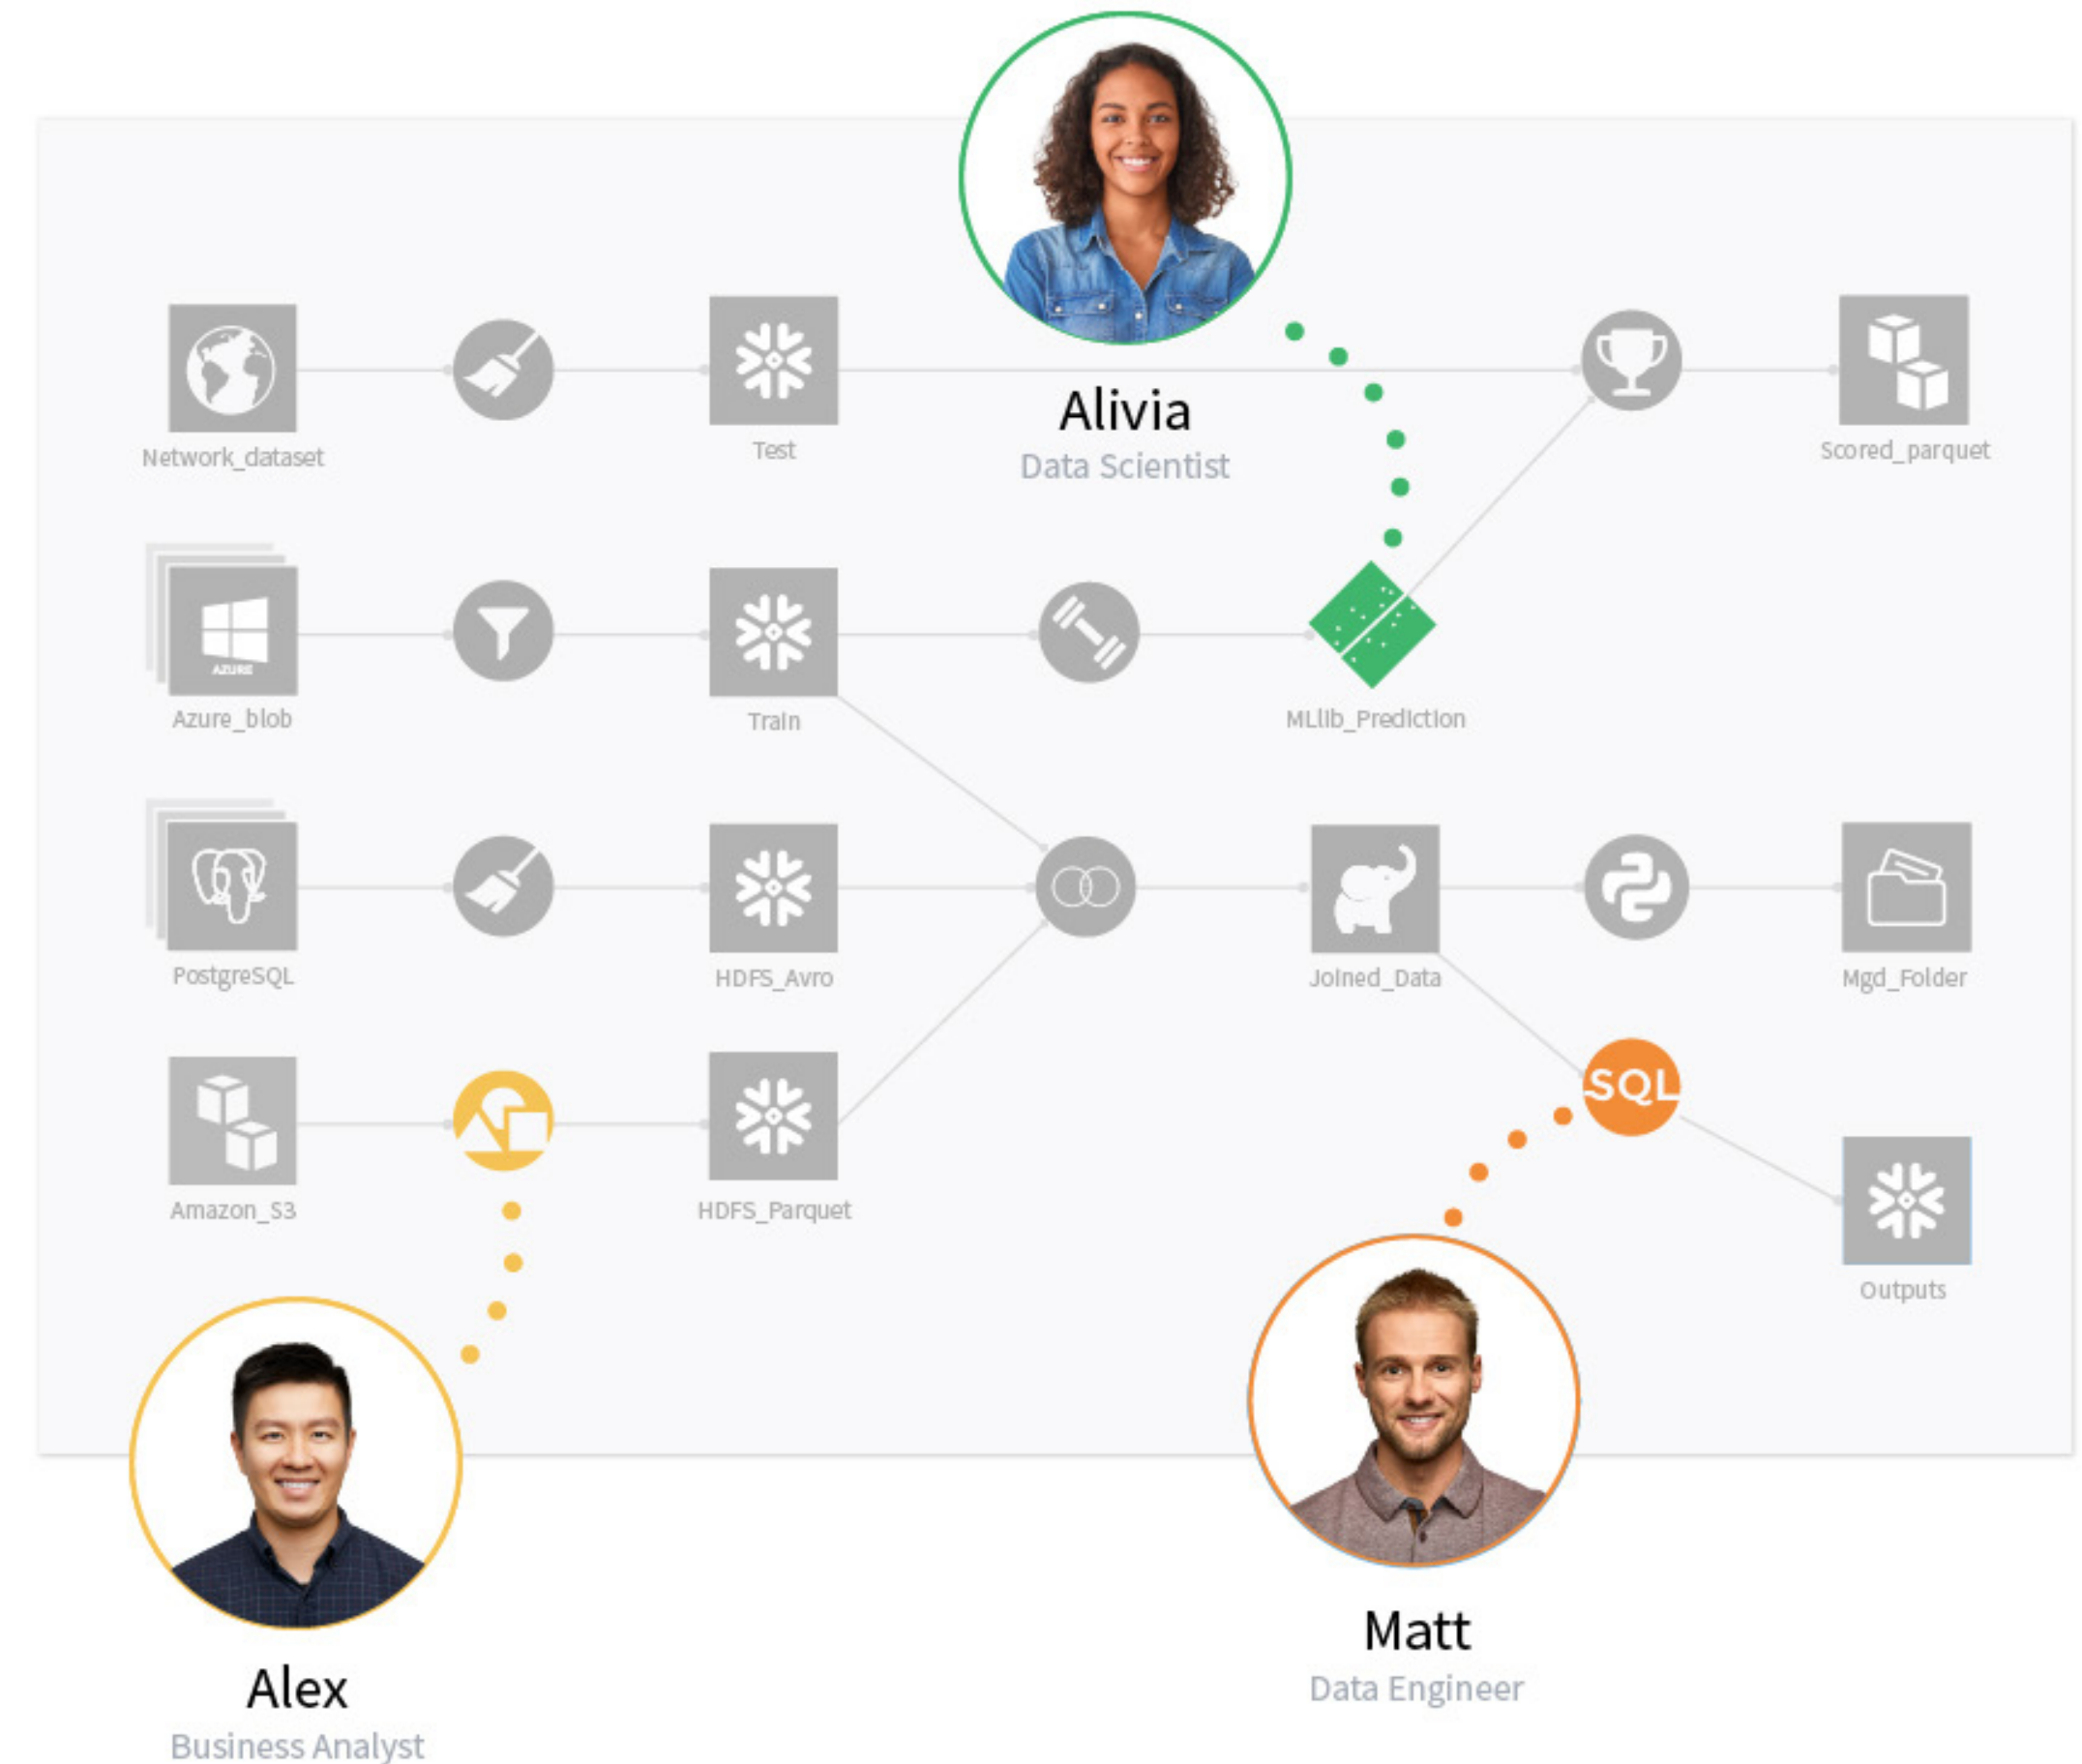 Alivia
Data Scientist
Network_dataset
Test
Scored_parquet
AZURE
Azure_blob
Train
MLlib_Prediction
PostgreSQL
HDFS_Avro
Joined_Data
Mgd_Folder
SQL
Amazon_S3
HDFS_Parquet
Outputs
Alex
Business Analyst
Matt
Data Engineer